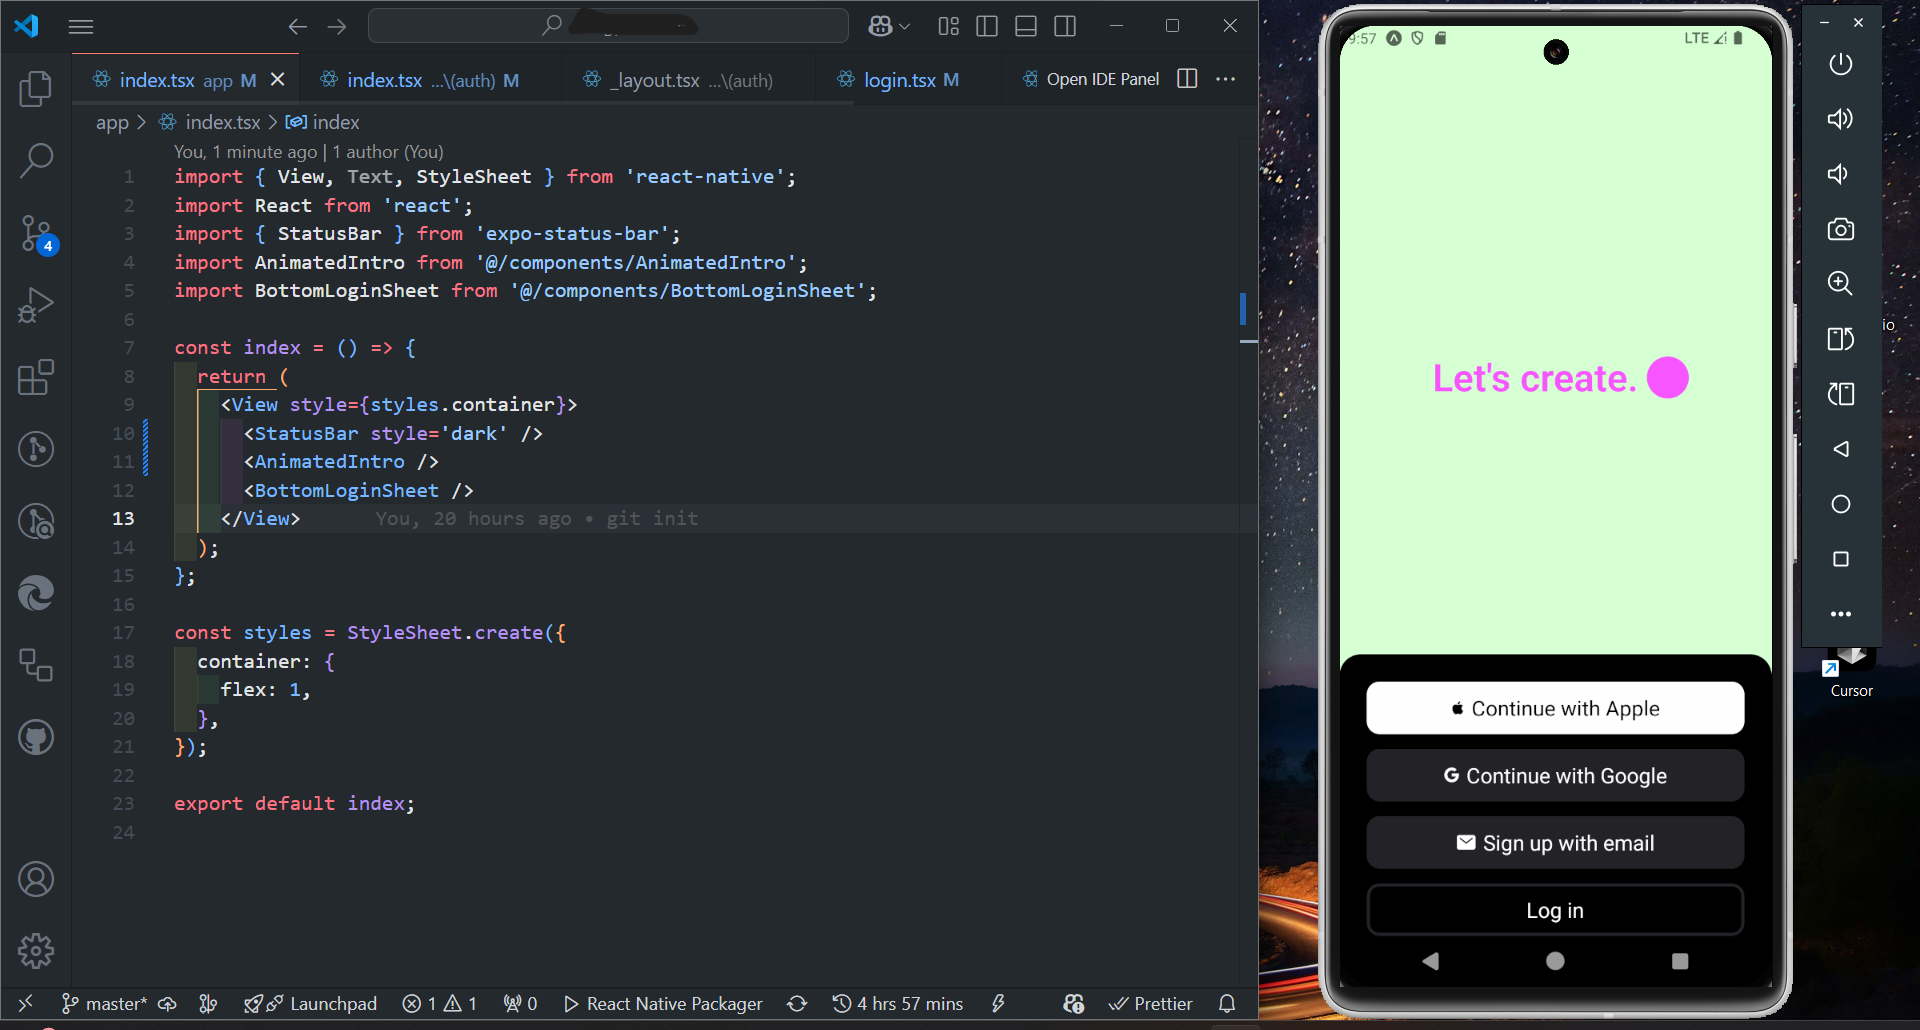 index.tsx app M
index.tsx ...\(auth) M
_layout.tsx ...\(auth)
login.tsx M
Open IDE Panel
app > index.tsx > index
You, 1 minute ago | 1 author (You)
1 import { View, Text, StyleSheet } from 'react-native';
2 import React from 'react';
3 import { StatusBar } from 'expo-status-bar';
4 import AnimatedIntro from '@/components/AnimatedIntro';
5 import BottomLoginSheet from '@/components/BottomLoginSheet';
6
7 const index = () => {
8 return (
9 <View style={styles.container}>
10 <StatusBar style='dark' />
11 <AnimatedIntro />
12 <BottomLoginSheet />
13 </View> You, 20 hours ago • git init
14 );
15 };
16
17 const styles = StyleSheet.create({
18 container: {
19 flex: 1,
20 },
21 });
22
23 export default index;
24
4
master*
Launchpad
1 1
0
React Native Packager
4 hrs 57 mins
Prettier
9:57
LTE
Let's create.
Continue with Apple
G Continue with Google
Sign up with email
Log in
io
Cursor